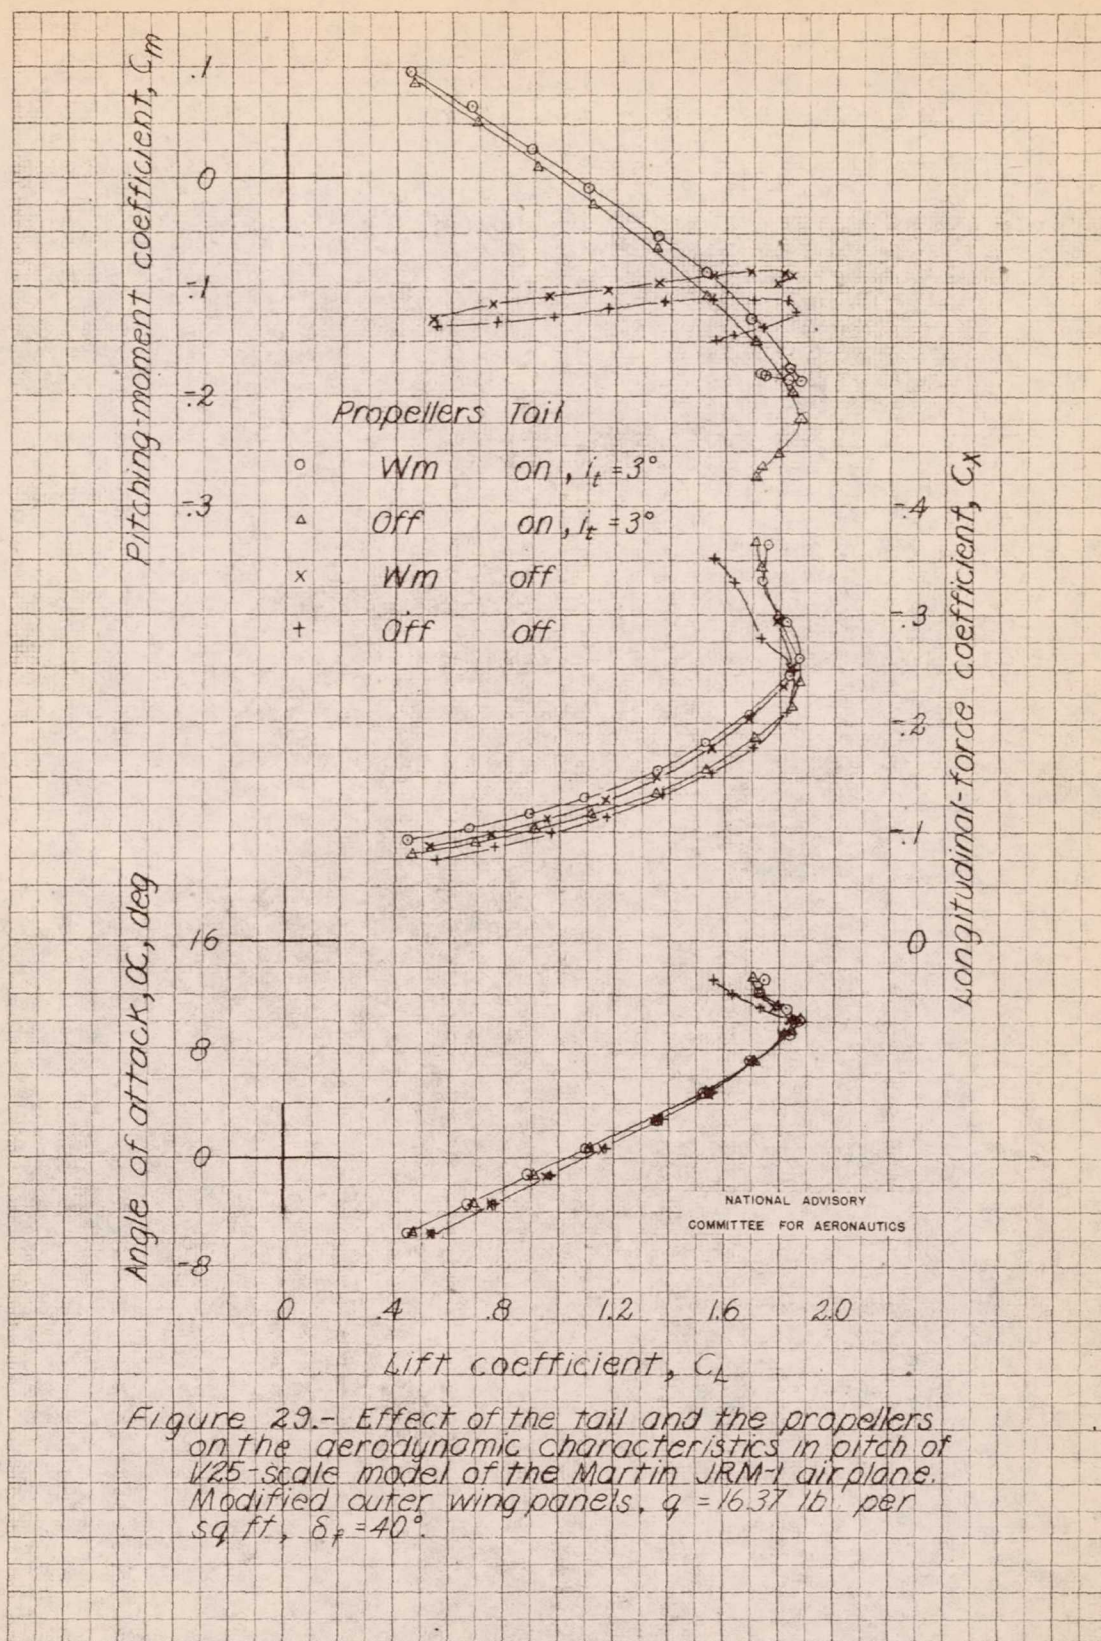 Pitching-moment coefficient, Cm
.1
0
-.1
-.2
-.3
Propellers Tail
o Wm on, it = 3°
△ Off on, it = 3°
x Wm off
+ Off off
Longitudinal-force coefficient, Cx
-.4
-.3
-.2
-.1
0
Angle of attack, α, deg
16
8
0
-8
NATIONAL ADVISORY
COMMITTEE FOR AERONAUTICS
0 .4 .8 1.2 1.6 2.0
Lift coefficient, CL
Figure 29.- Effect of the tail and the propellers
on the aerodynamic characteristics in pitch of
1/25-scale model of the Martin JRM-1 airplane.
Modified outer wing panels, q = 16.37 lb per
sq ft, δf = 40°.